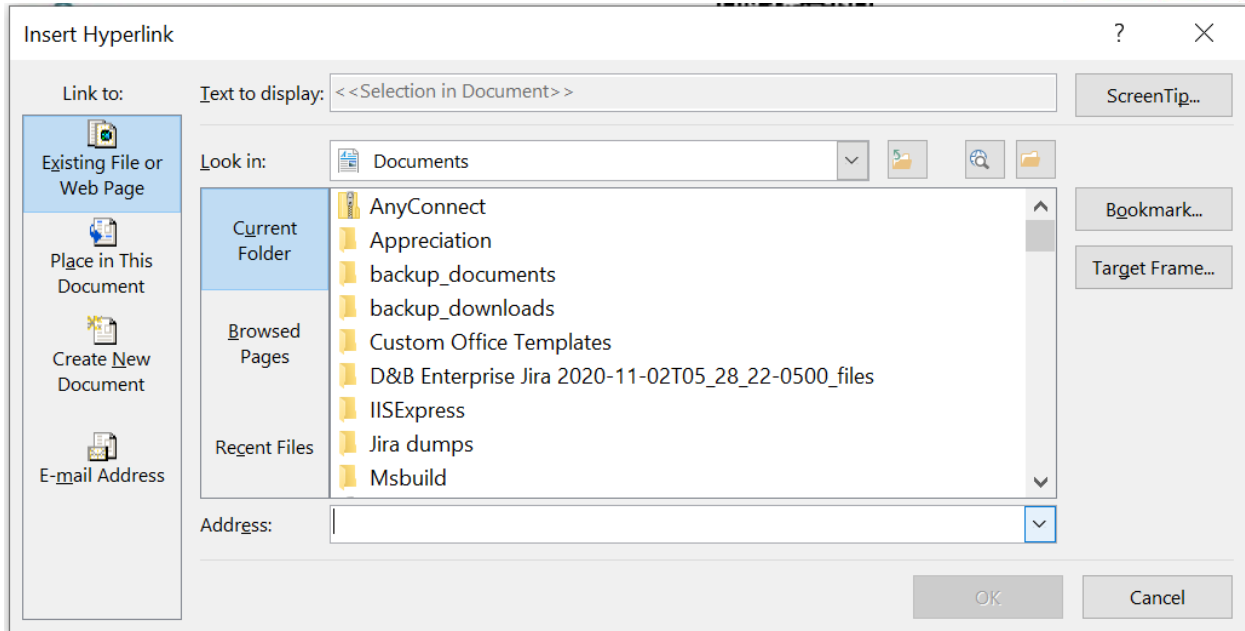 Insert Hyperlink
?
Link to:
Text to display:
<<Selection in Document>>
ScreenTip...
Existing File or
Web Page
Place in This
Document
Create New
Document
E-mail Address
Look in:
Documents
Current
Folder
Browsed
Pages
Recent Files
AnyConnect
Appreciation
backup_documents
backup_downloads
Custom Office Templates
D&B Enterprise Jira 2020-11-02T05_28_22-0500_files
IISExpress
Jira dumps
Msbuild
Bookmark...
Target Frame...
Address:
OK
Cancel